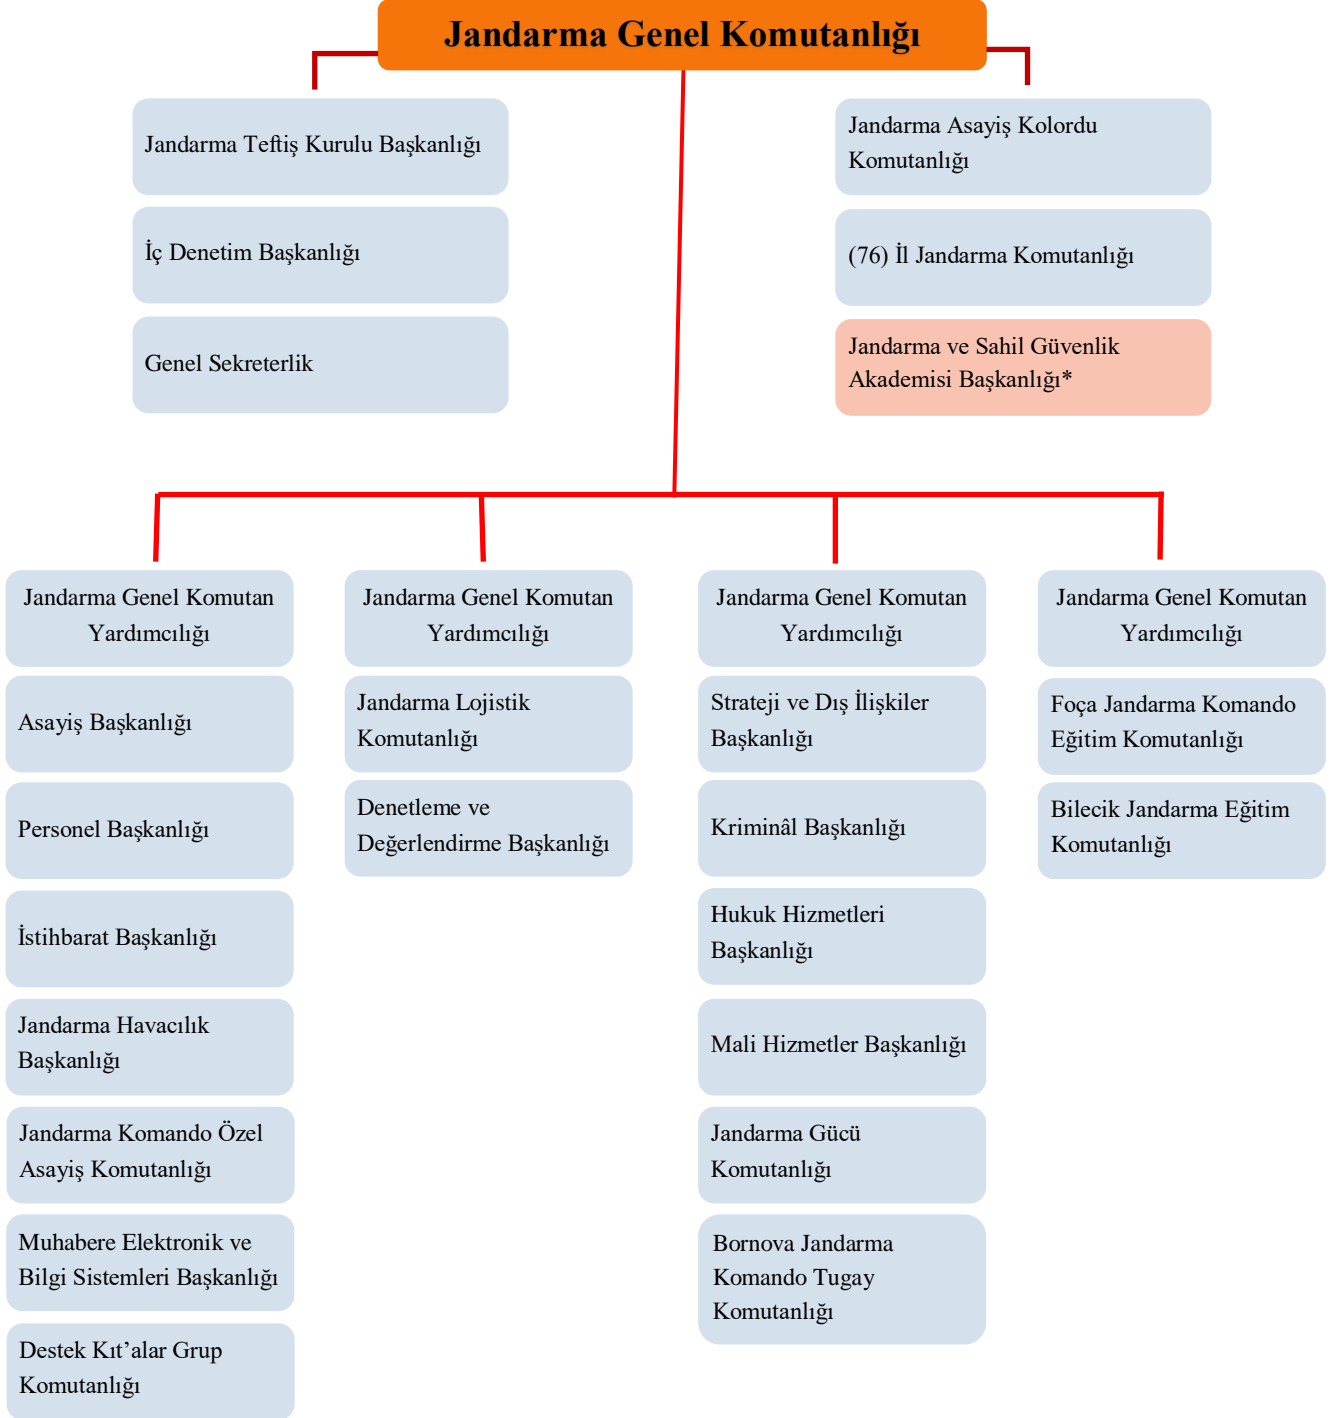 Jandarma Genel Komutanlığı
Jandarma Teftiş Kurulu Başkanlığı
İç Denetim Başkanlığı
Genel Sekreterlik
Jandarma Asayiş Kolordu
Komutanlığı
(76) İl Jandarma Komutanlığı
Jandarma ve Sahil Güvenlik
Akademisi Başkanlığı*
Jandarma Genel Komutan
Yardımcılığı
Asayiş Başkanlığı
Personel Başkanlığı
İstihbarat Başkanlığı
Jandarma Havacılık
Başkanlığı
Jandarma Komando Özel
Asayiş Komutanlığı
Muhabere Elektronik ve
Bilgi Sistemleri Başkanlığı
Destek Kıt’alar Grup
Komutanlığı
Jandarma Genel Komutan
Yardımcılığı
Jandarma Lojistik
Komutanlığı
Denetleme ve
Değerlendirme Başkanlığı
Jandarma Genel Komutan
Yardımcılığı
Strateji ve Dış İlişkiler
Başkanlığı
Kriminâl Başkanlığı
Hukuk Hizmetleri
Başkanlığı
Mali Hizmetler Başkanlığı
Jandarma Gücü
Komutanlığı
Bornova Jandarma
Komando Tugay
Komutanlığı
Jandarma Genel Komutan
Yardımcılığı
Foça Jandarma Komando
Eğitim Komutanlığı
Bilecik Jandarma Eğitim
Komutanlığı